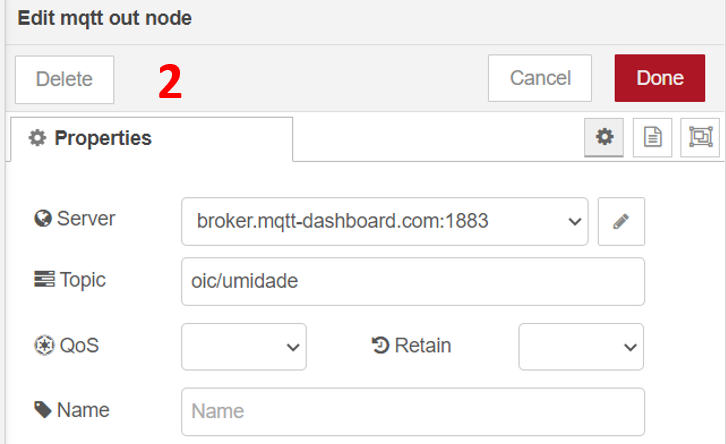 Edit mqtt out node
Delete
2
Cancel
Done
Properties
Server
broker.mqtt-dashboard.com:1883
Topic
oic/umidade
QoS
Retain
Name
Name